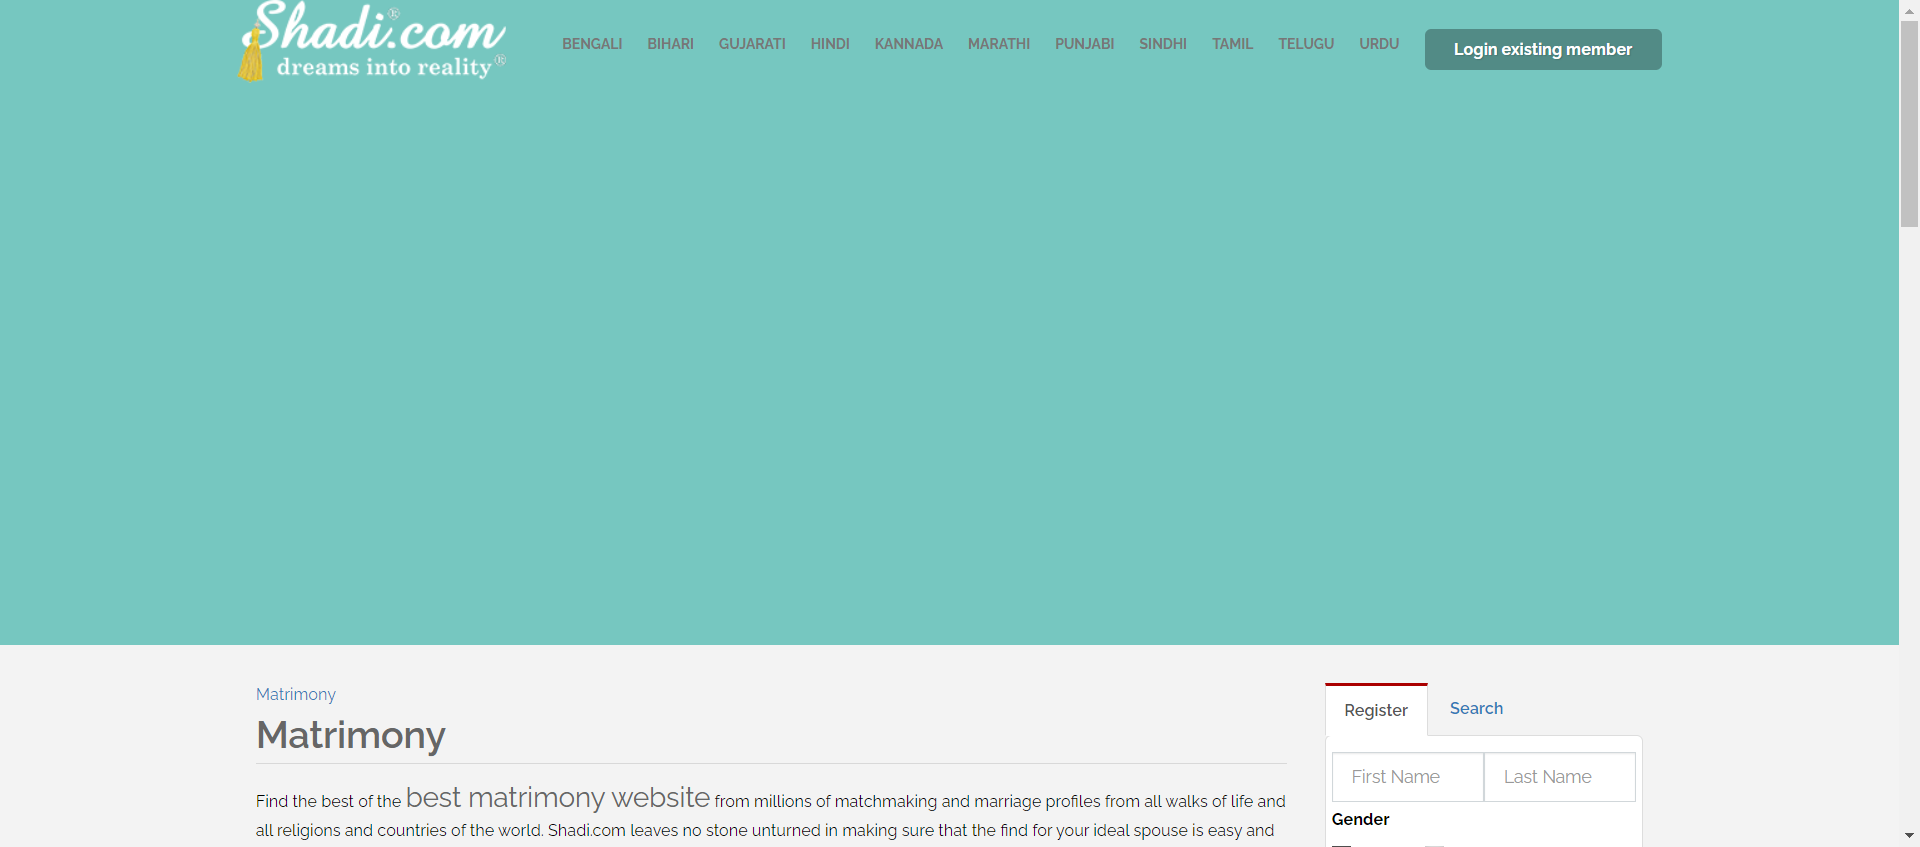 Shadi.com®
dreams into reality®
BENGALI BIHARI GUJARATI HINDI KANNADA MARATHI PUNJABI SINDHI TAMIL TELUGU URDU Login existing member
Matrimony
Matrimony
Find the best of the best matrimony website from millions of matchmaking and marriage profiles from all walks of life and
all religions and countries of the world. Shadi.com leaves no stone unturned in making sure that the find for your ideal spouse is easy and
Register Search
First Name Last Name
Gender